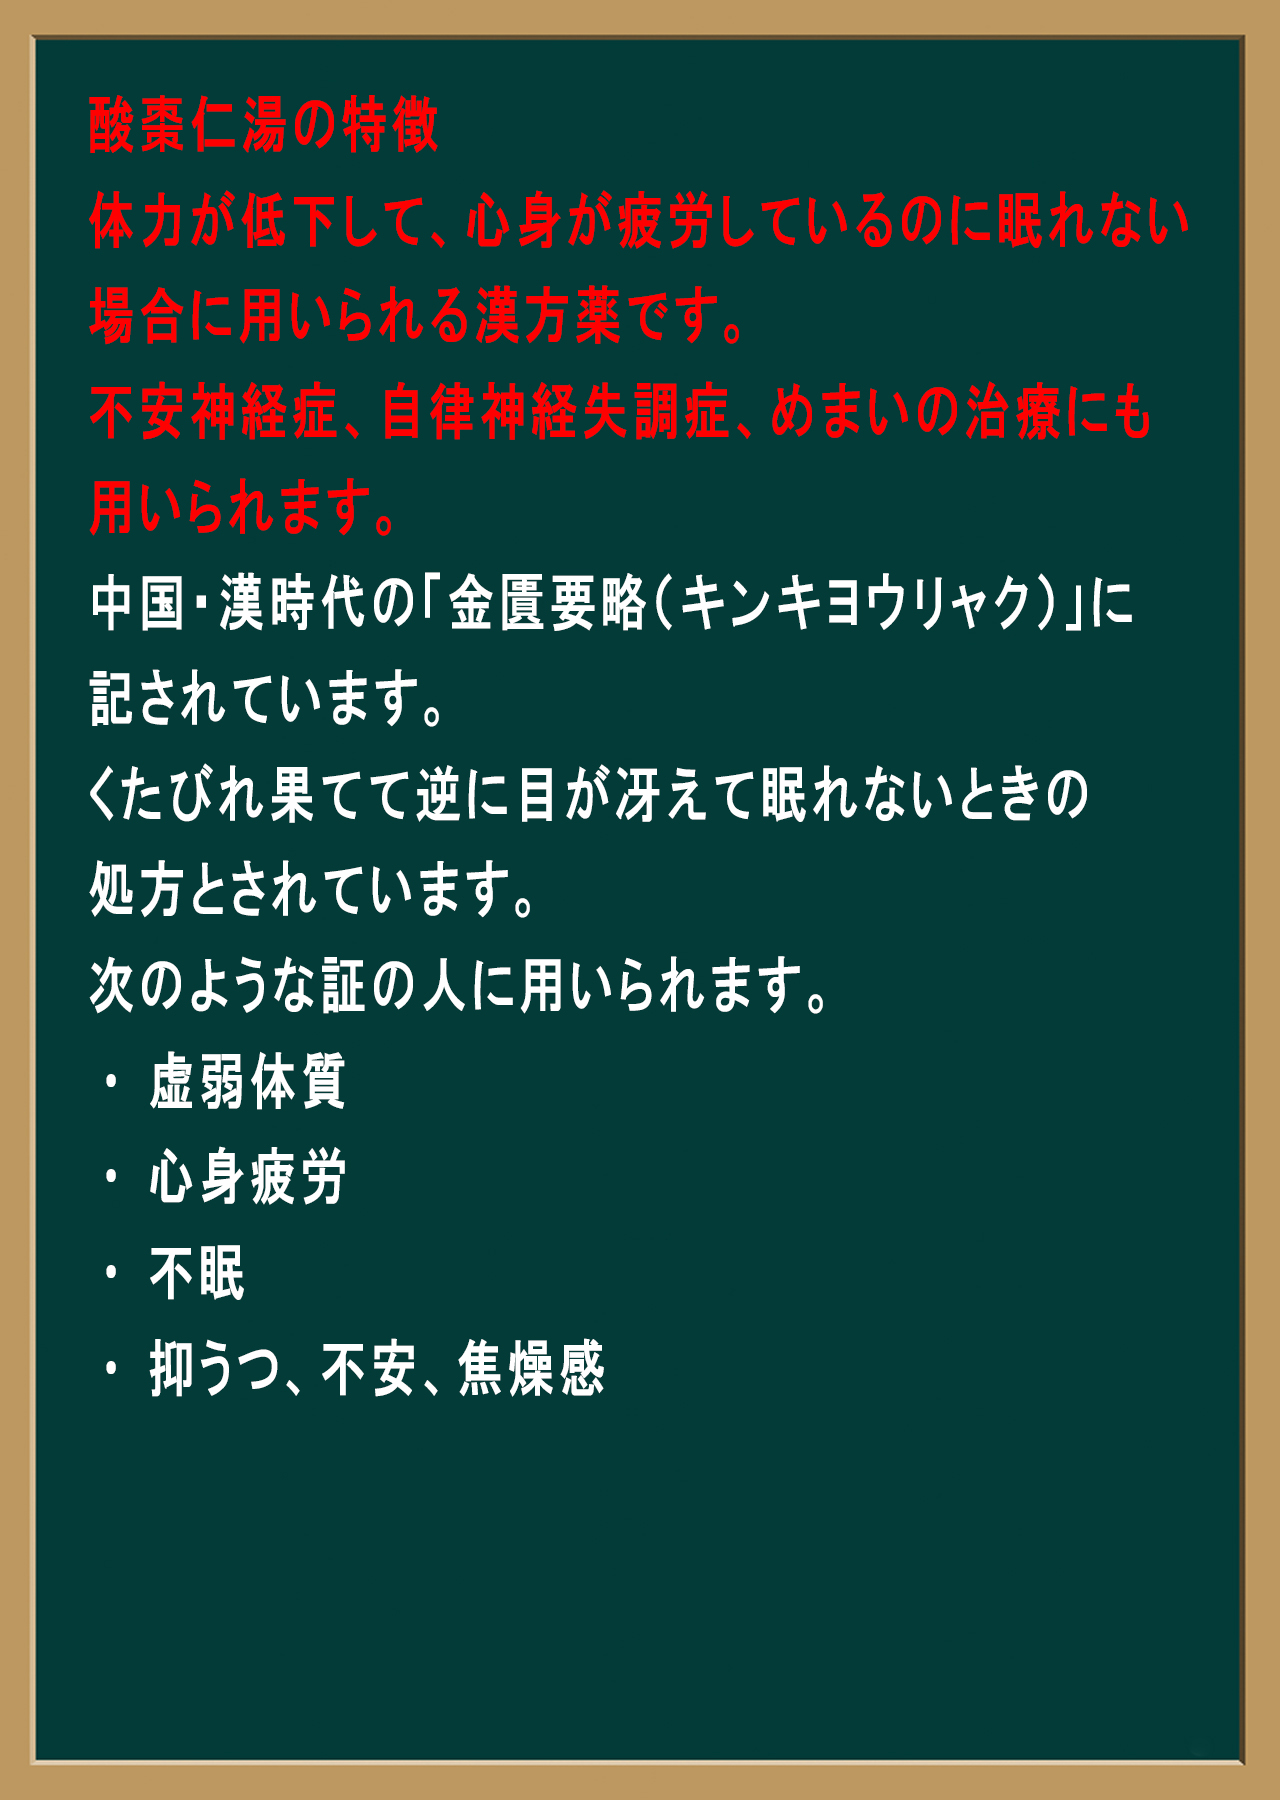 酸棗仁湯の特徴
体力が低下して、心身が疲労しているのに眠れない
場合に用いられる漢方薬です。
不安神経症、自律神経失調症、めまいの治療にも
用いられます。
中国・漢時代の「金匱要略（キンキヨウリャク）」に
記されています。
くたびれ果てて逆に目が冴えて眠れないときの
処方とされています。
次のような証の人に用いられます。
・ 虚弱体質
・ 心身疲労
・ 不眠
・ 抑うつ、不安、焦燥感